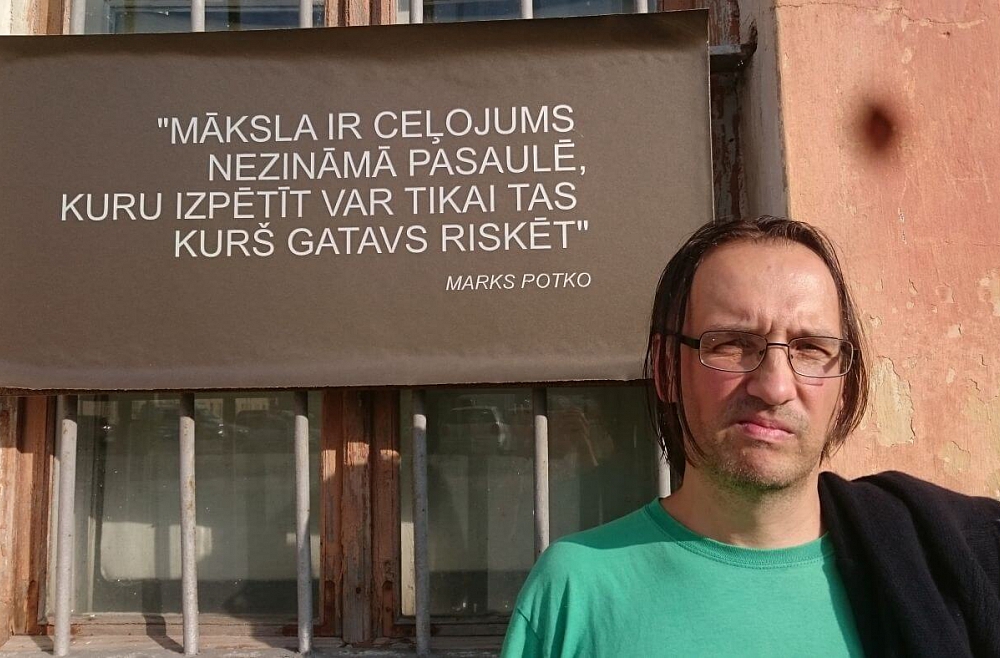 "MĀKSLA IR CEĻOJUMS
NEZINĀMĀ PASAULĒ,
KURU IZPĒTĪT VAR TIKAI TAS
KURŠ GATAVS RISKĒT"
MARKS POTKO